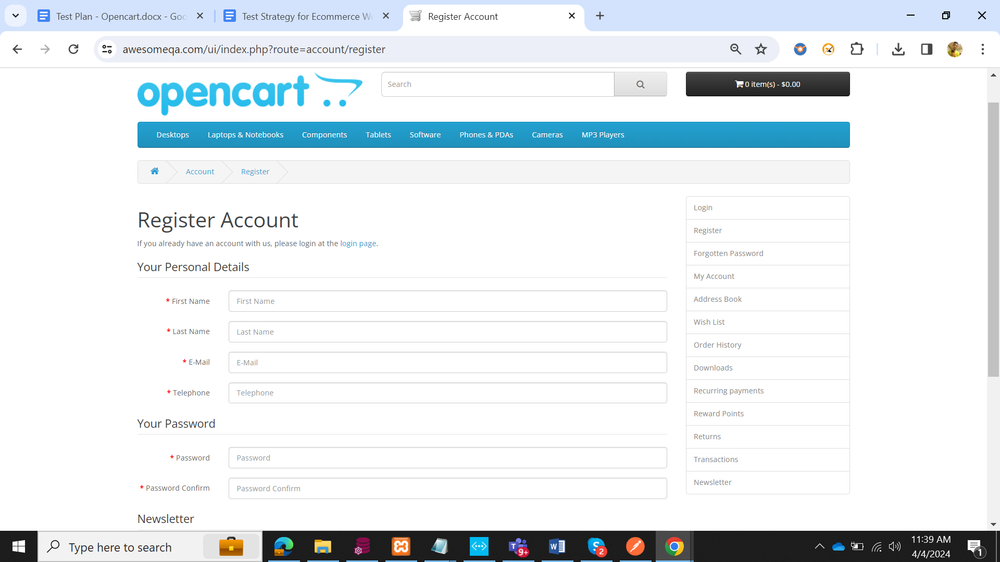 Test Plan - Opencart.docx - Goo
Test Strategy for Ecommerce We
Register Account
awesomeqa.com/ui/index.php?route=account/register
opencart
Search
0 item(s) - $0.00
Desktops
Laptops & Notebooks
Components
Tablets
Software
Phones & PDAs
Cameras
MP3 Players
Account
Register
Register Account
If you already have an account with us, please login at the login page.
Your Personal Details
* First Name
First Name
* Last Name
Last Name
* E-Mail
E-Mail
* Telephone
Telephone
Your Password
* Password
Password
* Password Confirm
Password Confirm
Newsletter
Login
Register
Forgotten Password
My Account
Address Book
Wish List
Order History
Downloads
Recurring payments
Reward Points
Returns
Transactions
Newsletter
Type here to search
9+
2
11:39 AM
4/4/2024
1